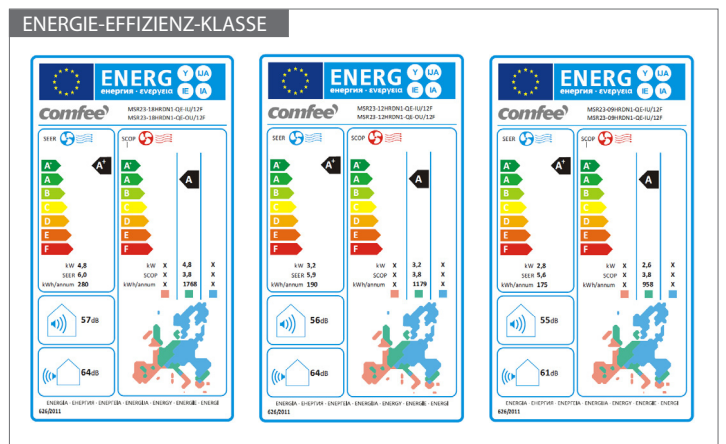 ENERGIE-EFFIZIENZ-KLASSE
ENERG
енергия · ενεργεια
Y IJA
IE IA
comfee'
MSR23-18HRDN1-QE-IU/12F
MSR23-18HRDN1-QE-OU/12F
SEER
SCOP
A+
A
B
C
D
E
F
A+
A+
A
B
C
D
E
F
A
kW 4,8
SEER 6,0
kWh/annum 280
X 4,8 X
X 3,8 X
X 1768 X
57dB
64dB
ENERGIA · ЕНЕРГИЯ · ΕΝΕΡΓΕΙΑ · ENERGIJA · ENERGY · ENERGIE · ENERGI
626/2011
ENERG
енергия · ενεργεια
Y IJA
IE IA
comfee'
MSR23-12HRDN1-QE-IU/12F
MSR23-12HRDN1-QE-OU/12F
SEER
SCOP
A+
A
B
C
D
E
F
A+
A+
A
B
C
D
E
F
A
kW 3,2
SEER 5,9
kWh/annum 190
kW X 3,2 X
SCOP X 3,8 X
kWh/annum X 1179 X
56dB
64dB
ENERGIA · ЕНЕРГИЯ · ΕΝΕΡΓΕΙΑ · ENERGIJA · ENERGY · ENERGIE · ENERGI
626/2011
ENERG
енергия · ενεργεια
Y IJA
IE IA
comfee'
MSR23-09HRDN1-QE-IU/12F
MSR23-09HRDN1-QE-OU/12F
SEER
SCOP
A+
A
B
C
D
E
F
A+
A+
A
B
C
D
E
F
A
kW 2,8
SEER 5,6
kWh/annum 175
kW X 2,6 X
SCOP X 3,8 X
kWh/annum X 958 X
55dB
61dB
ENERGIA · ЕНЕРГИЯ · ΕΝΕΡΓΕΙΑ · ENERGIJA · ENERGY · ENERGIE · ENERGI
626/2011